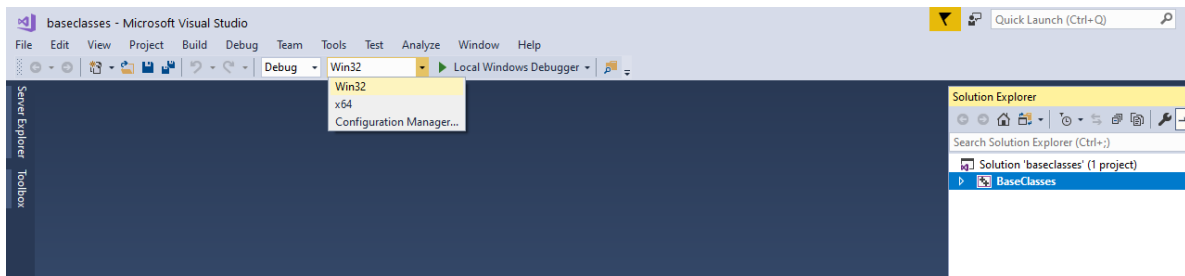 baseclasses - Microsoft Visual Studio
Quick Launch (Ctrl+Q)
File Edit View Project Build Debug Team Tools Test Analyze Window Help
Debug Win32 Local Windows Debugger
Win32
x64
Configuration Manager...
Server Explorer
Toolbox
Solution Explorer
Search Solution Explorer (Ctrl+;)
Solution 'baseclasses' (1 project)
BaseClasses